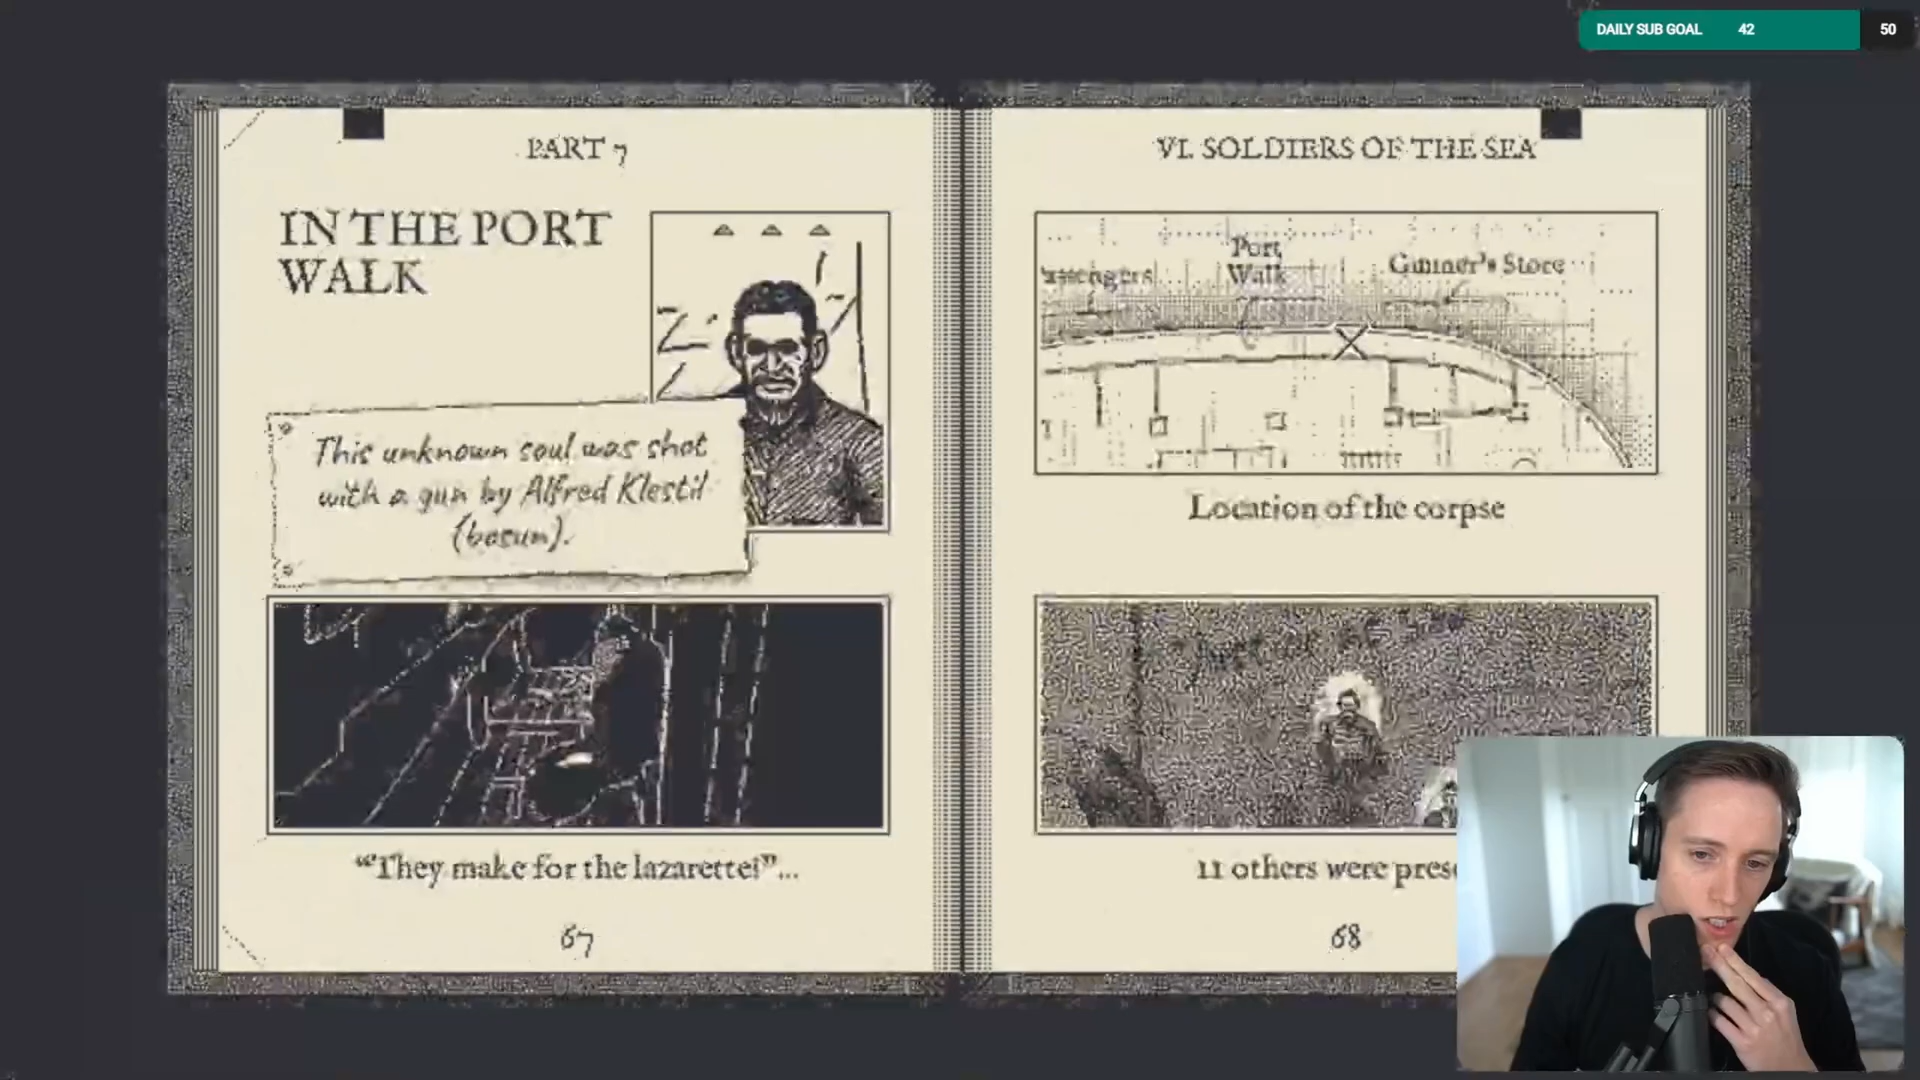 DAILY SUB GOAL 42 50
PART 7
IN THE PORT
WALK
This unknown soul was shot
with a gun by Alfred Klestil
(bosun).
"They make for the lazarette!"...
67
VI. SOLDIERS OF THE SEA
Port
Walk
Gunner's Store
Location of the corpse
11 others were
68